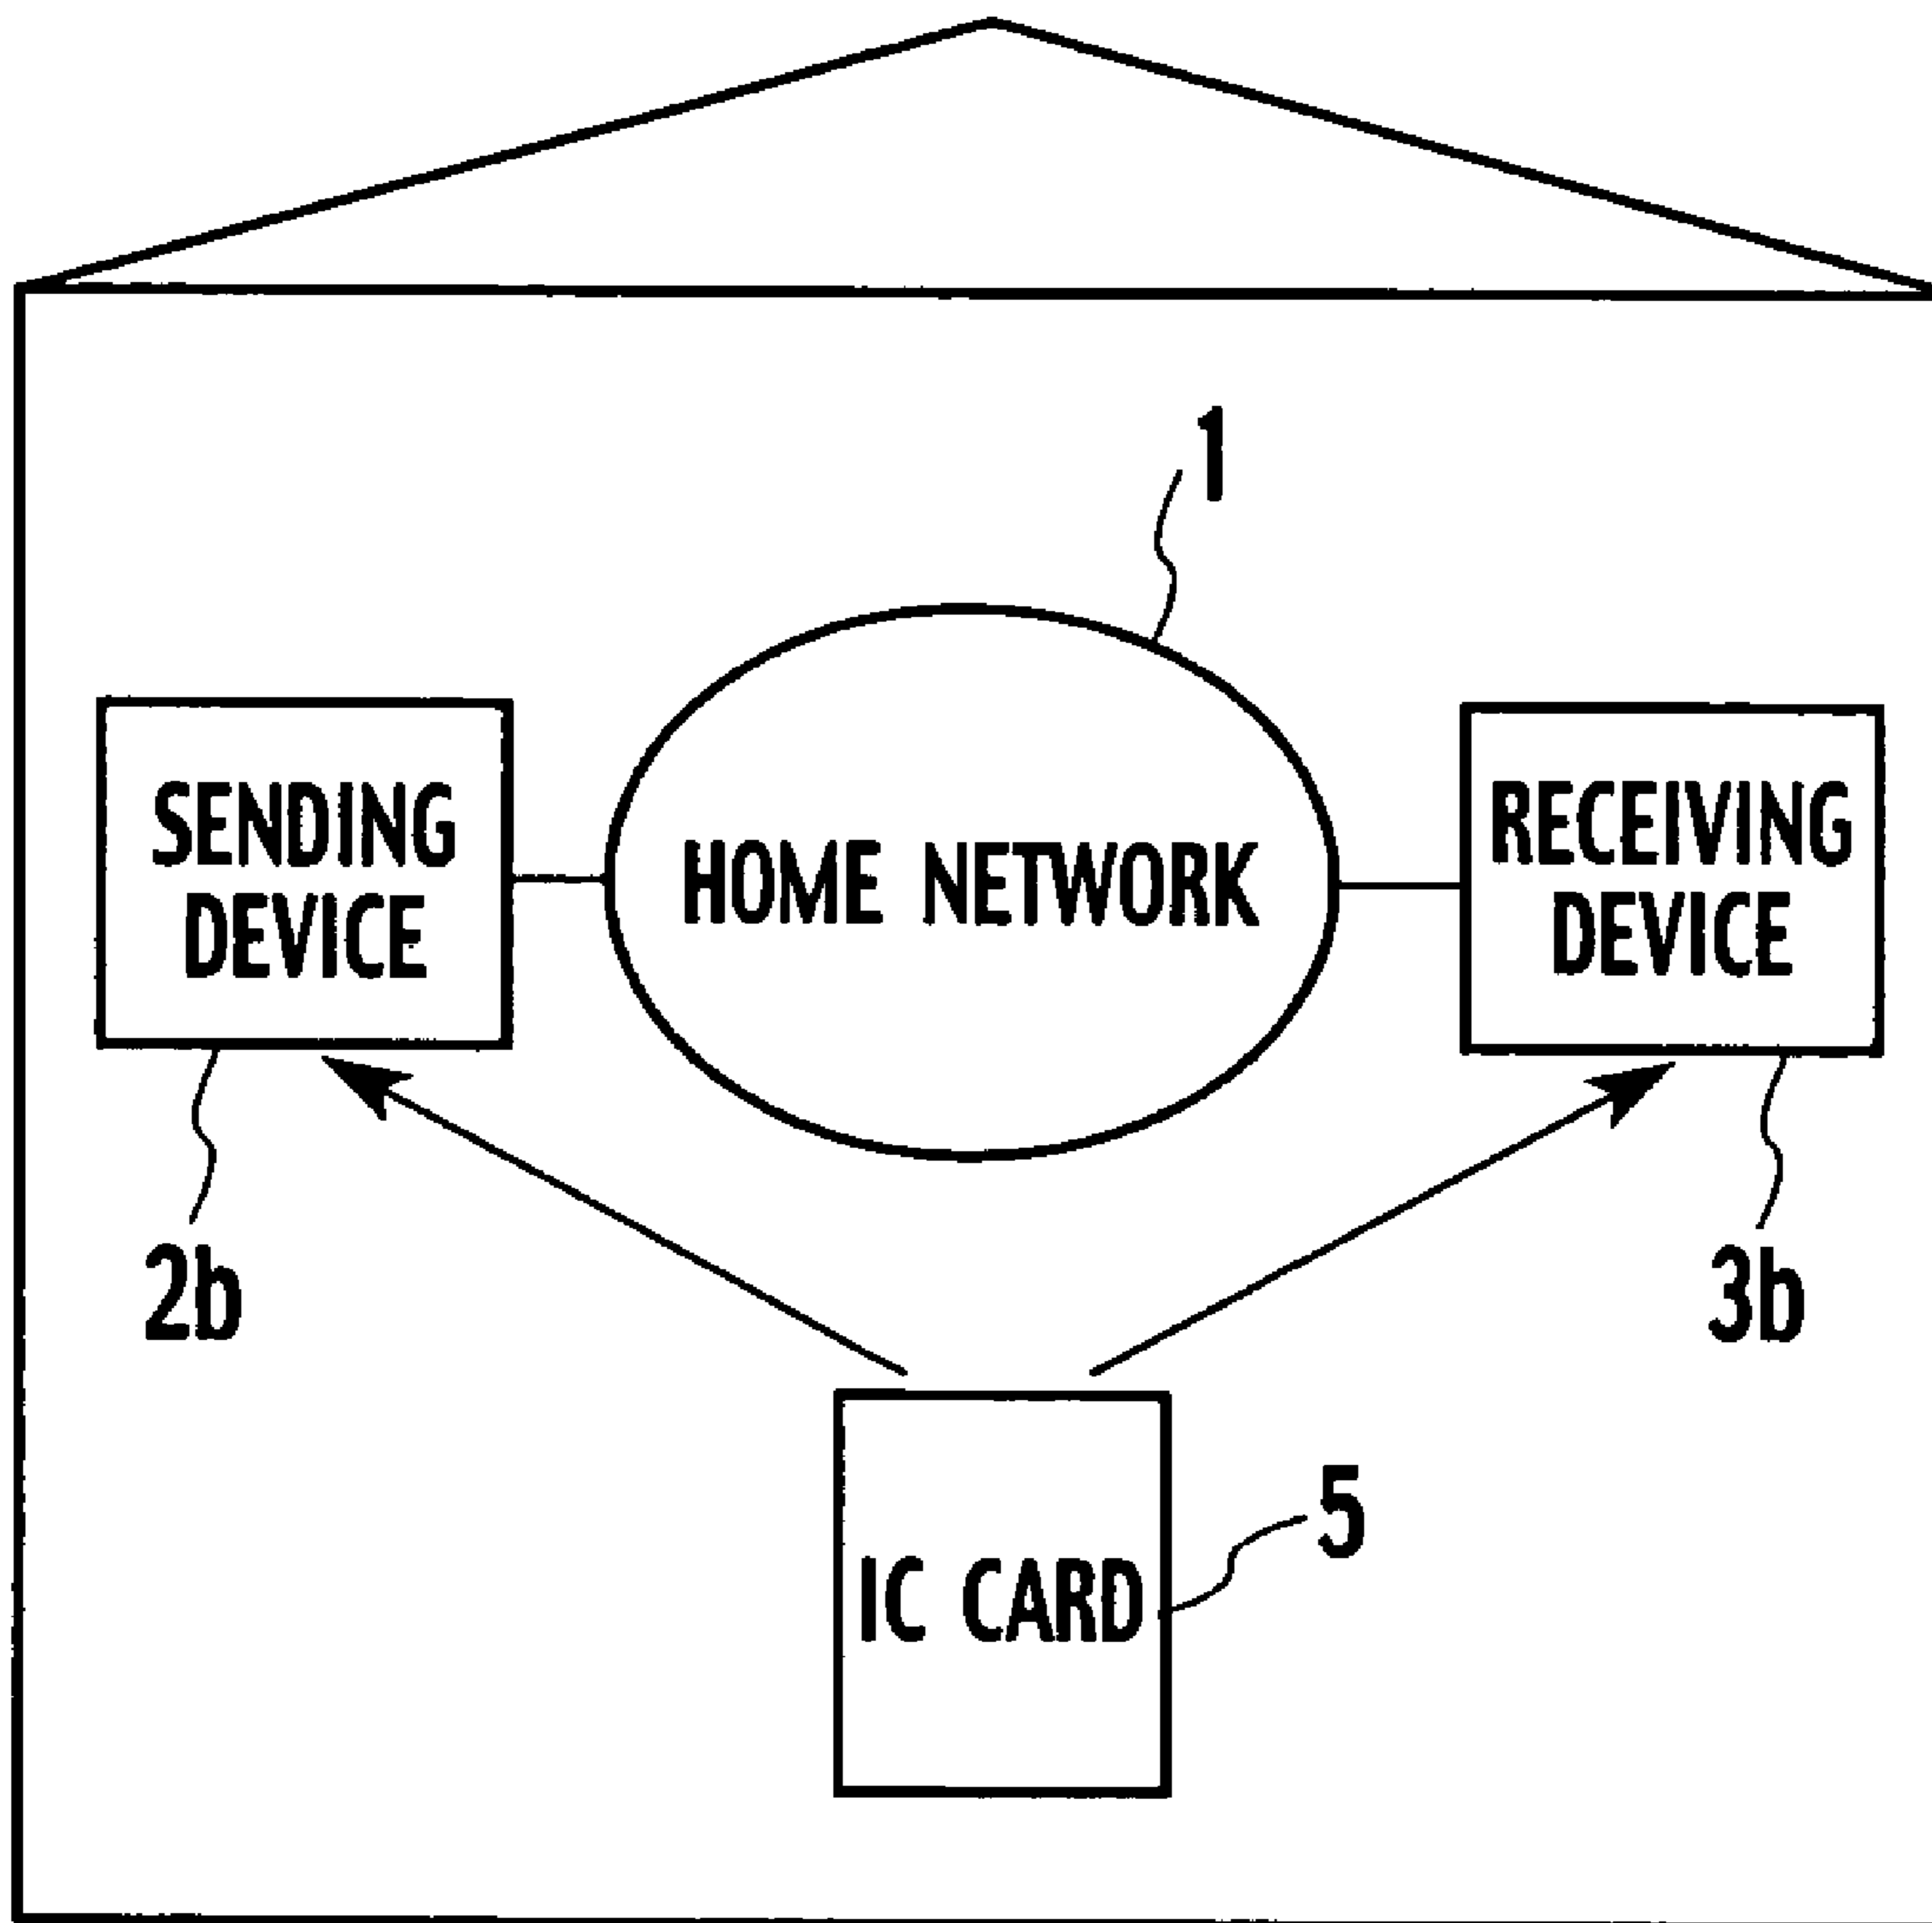 1
SENDING
DEVICE
HOME NETWORK
RECEIVING
DEVICE
2b
3b
5
IC CARD